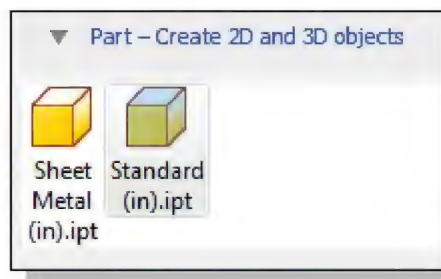 Part – Create 2D and 3D objects
Sheet Metal (in).ipt
Standard (in).ipt